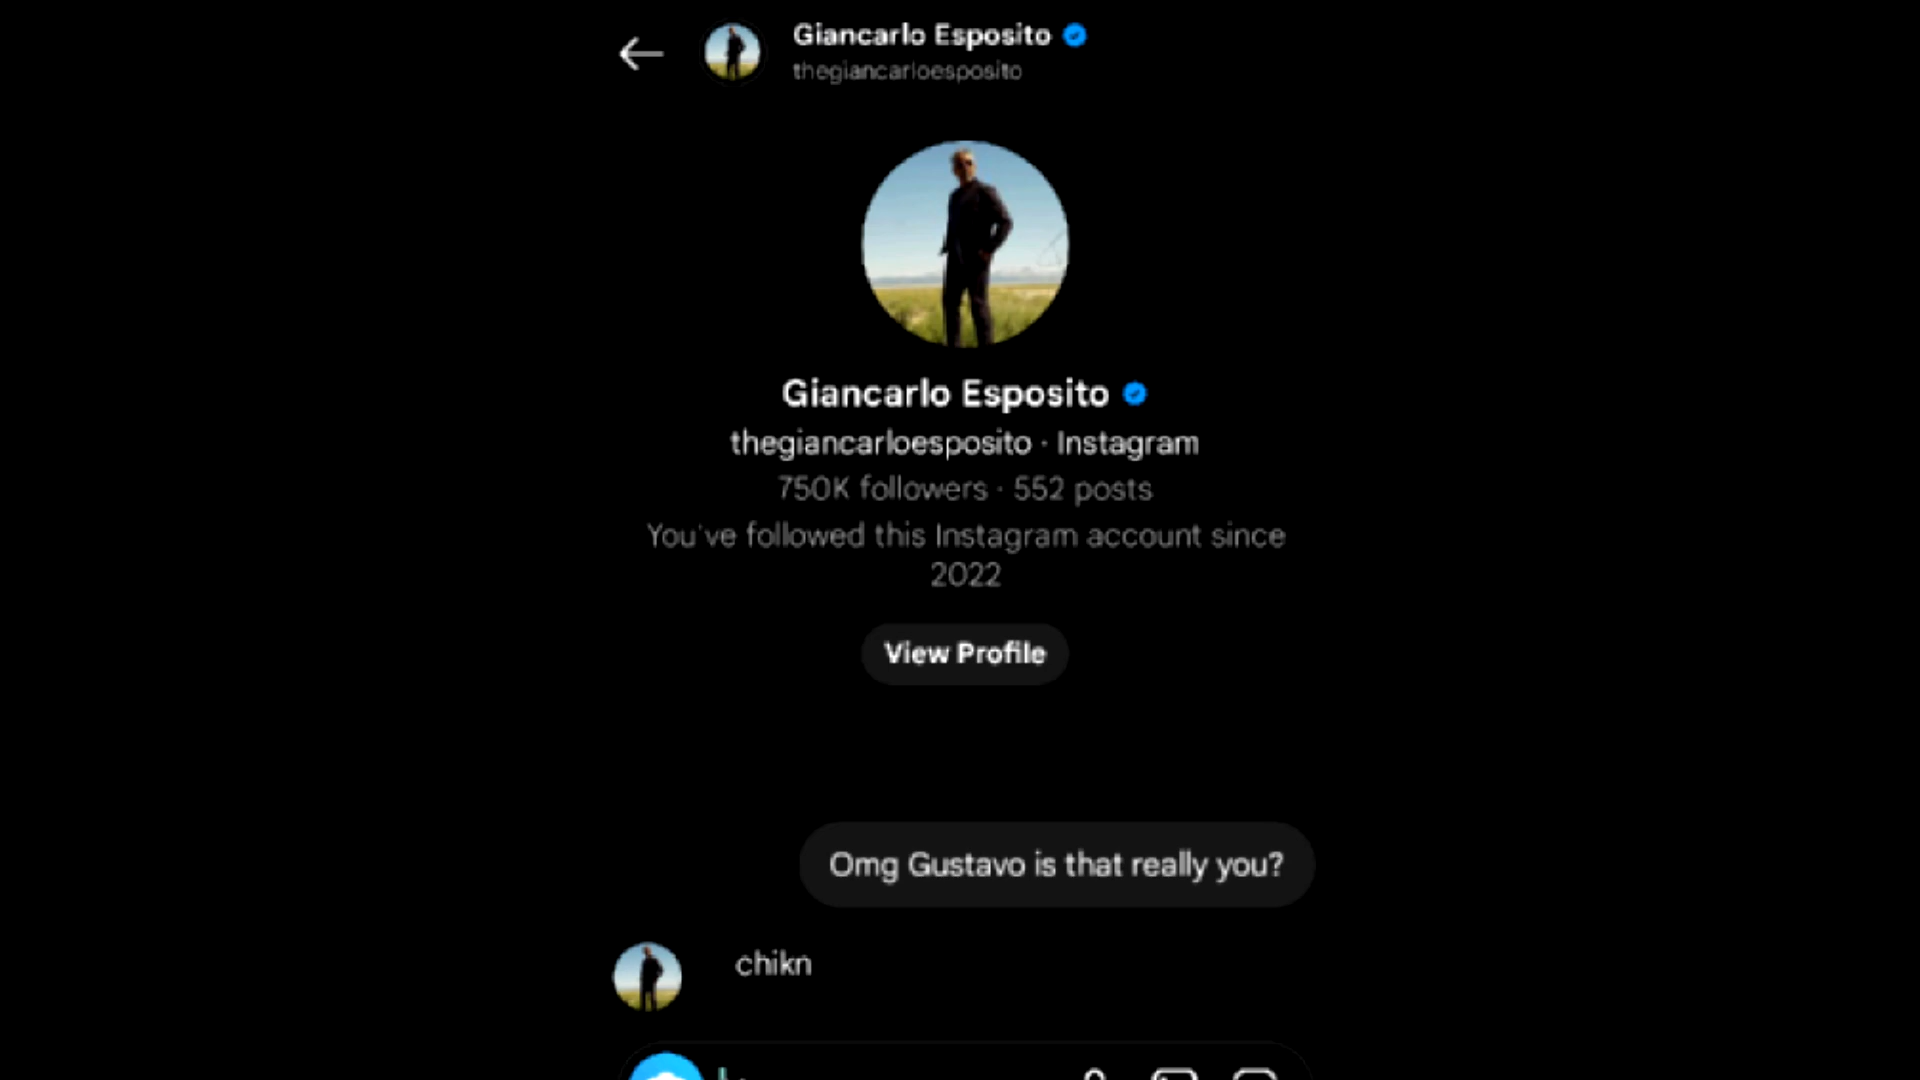 Giancarlo Esposito
thegiancarloesposito
Giancarlo Esposito
thegiancarloesposito · Instagram
750K followers · 552 posts
You've followed this Instagram account since
2022
View Profile
Omg Gustavo is that really you?
chikn